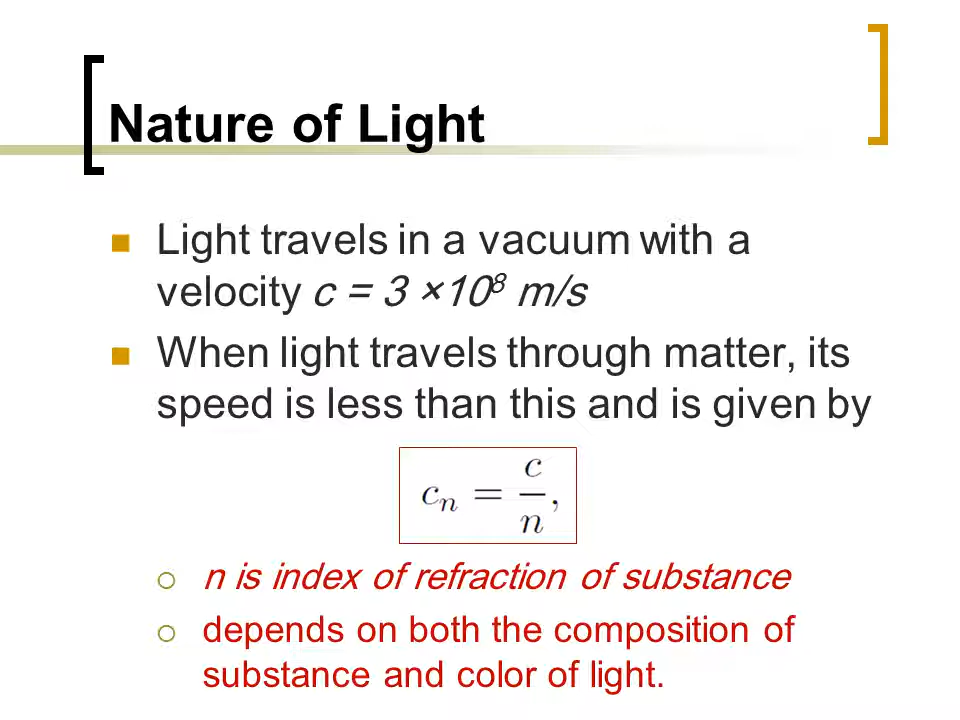 Nature of Light
Light travels in a vacuum with a
velocity c = 3 ×10⁸ m/s
When light travels through matter, its
speed is less than this and is given by
cₙ = c/n,
n is index of refraction of substance
depends on both the composition of
substance and color of light.